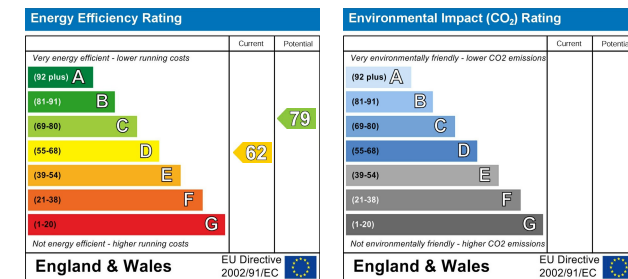 Energy Efficiency Rating
Current Potential
Very energy efficient - lower running costs
(92 plus) A
(81-91) B
(69-80) C
79
(55-68) D
62
(39-54) E
(21-38) F
(1-20) G
Not energy efficient - higher running costs
England & Wales
EU Directive
2002/91/EC
Environmental Impact (CO2) Rating
Current Potentia
Very environmentally friendly - lower CO2 emissions
(92 plus) A
(81-91) B
(69-80) C
(55-68) D
(39-54) E
(21-38) F
(1-20) G
Not environmentally friendly - higher CO2 emissions
England & Wales
EU Directive
2002/91/EC